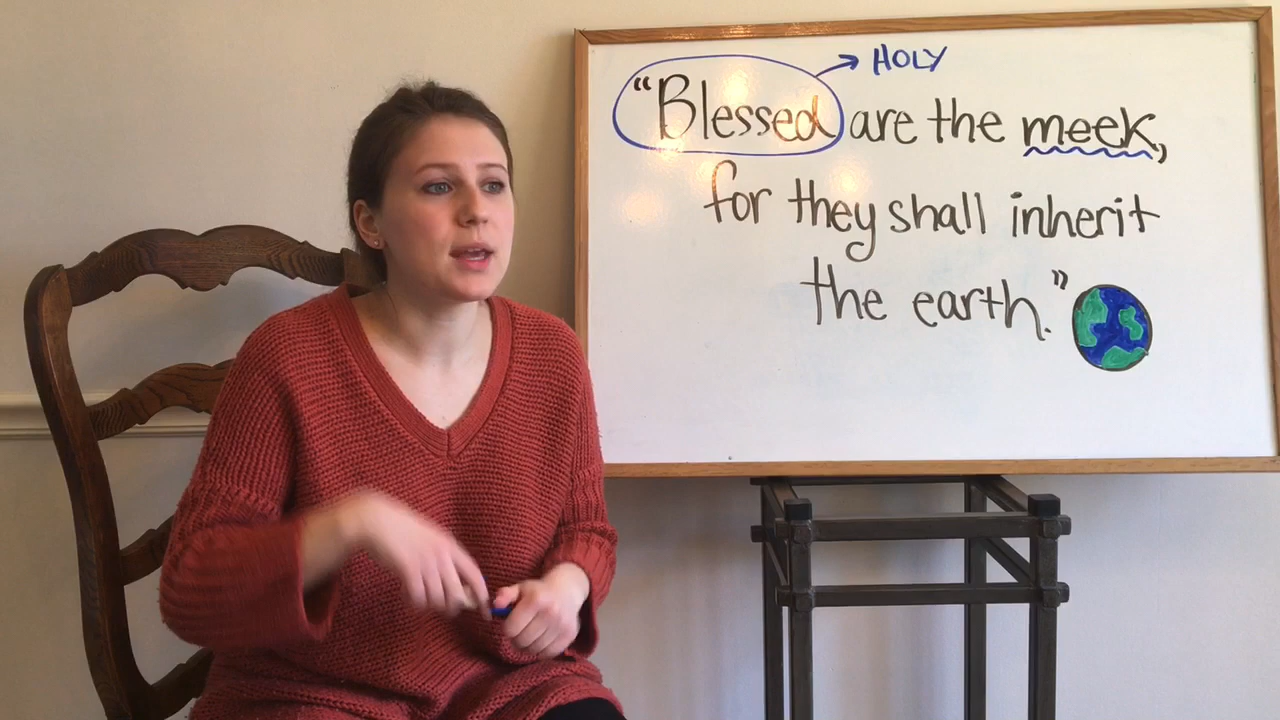 HOLY
"Blessed are the meek,
for they shall inherit
the earth."